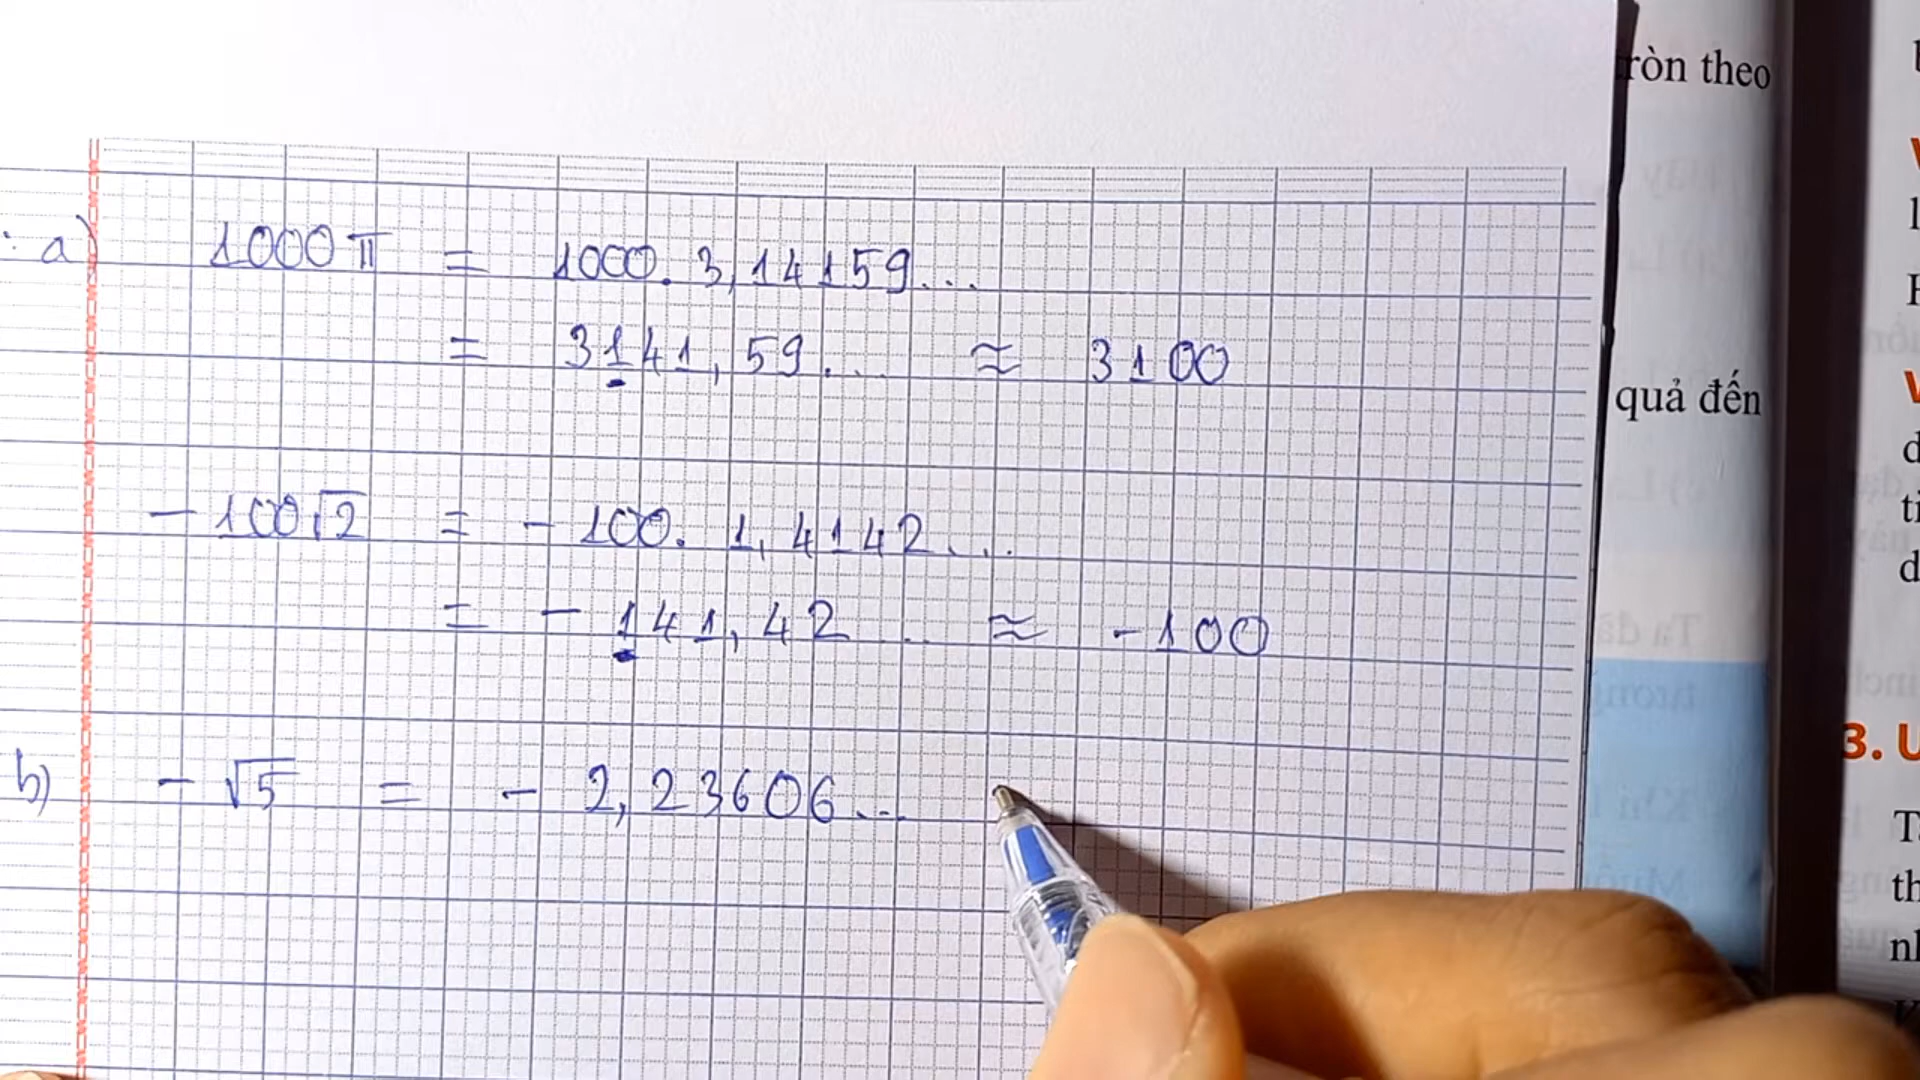 a) 1000π = 1000.3,14159...
= 3141,59... ≈ 3100
- 100√2 = - 100. 1,4142...
= - 141,42... ≈ -100
b) - √5 = - 2,23606...
ròn theo
quả đến
3. U